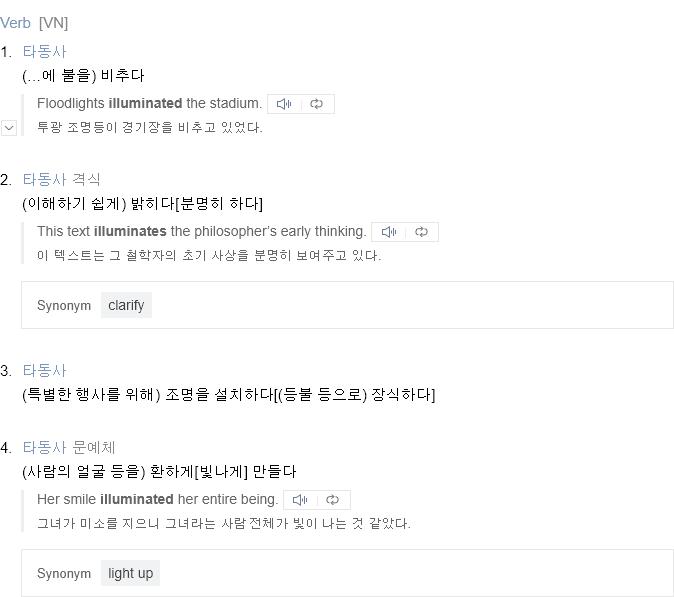 Verb [VN]
1. 타동사
(…에 불을) 비추다
Floodlights illuminated the stadium.
투광 조명등이 경기장을 비추고 있었다.
2. 타동사 격식
(이해하기 쉽게) 밝히다[분명히 하다]
This text illuminates the philosopher's early thinking.
이 텍스트는 그 철학자의 초기 사상을 분명히 보여주고 있다.
Synonym clarify
3. 타동사
(특별한 행사를 위해) 조명을 설치하다[(등불 등으로) 장식하다]
4. 타동사 문예체
(사람의 얼굴 등을) 환하게[빛나게] 만들다
Her smile illuminated her entire being.
그녀가 미소를 지으니 그녀라는 사람 전체가 빛이 나는 것 같았다.
Synonym light up